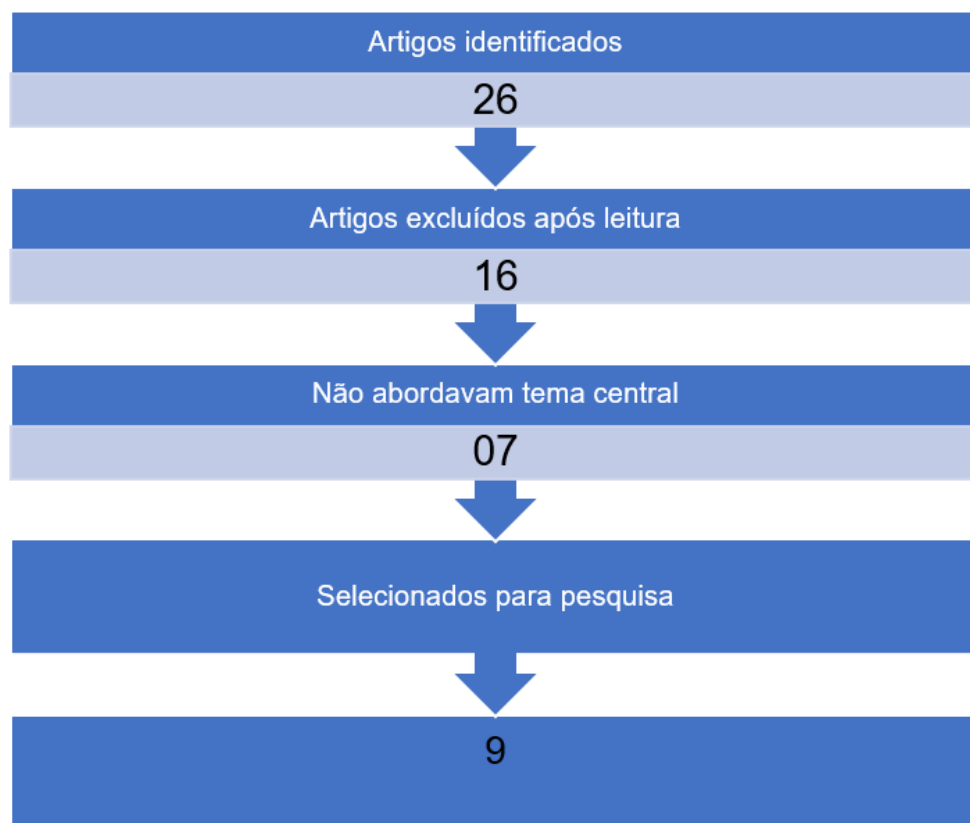 Artigos identificados
26
Artigos excluídos após leitura
16
Não abordavam tema central
07
Selecionados para pesquisa
9